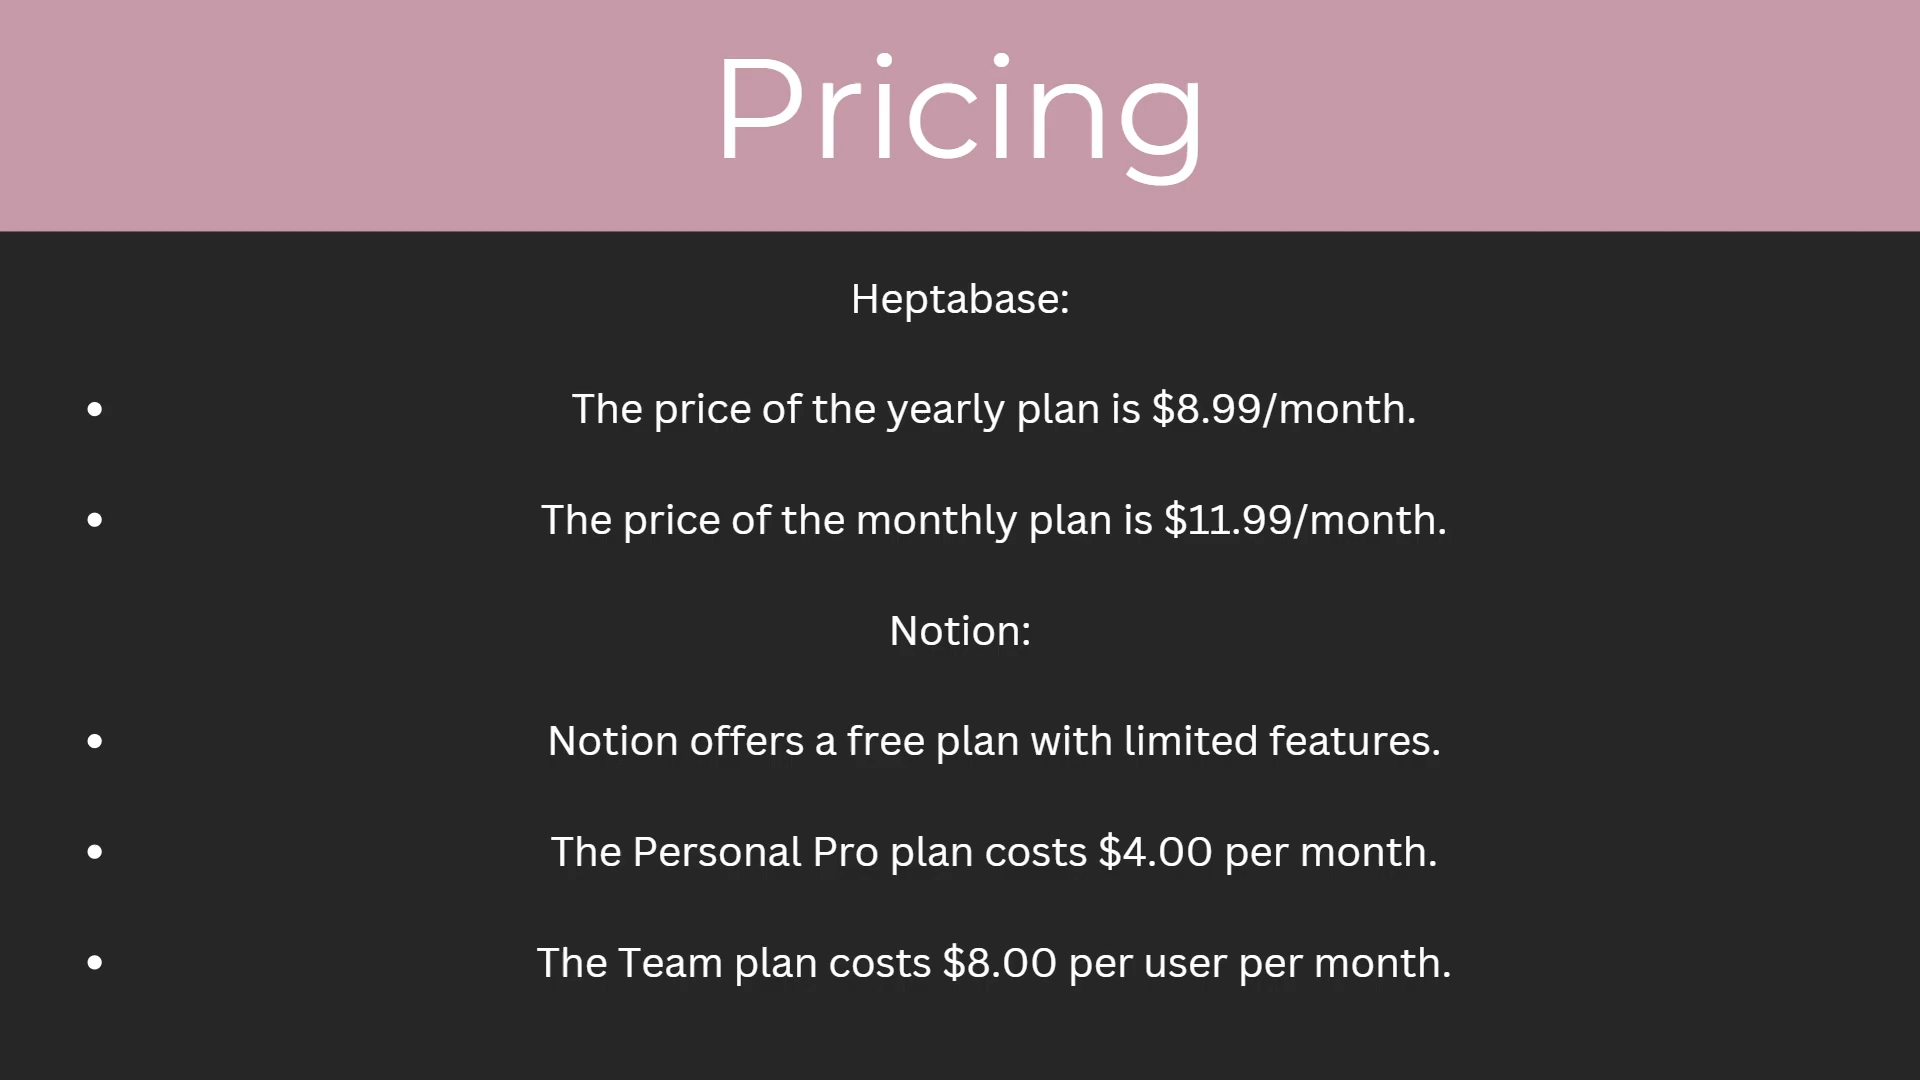 Pricing
Heptabase:
• The price of the yearly plan is $8.99/month.
• The price of the monthly plan is $11.99/month.
Notion:
• Notion offers a free plan with limited features.
• The Personal Pro plan costs $4.00 per month.
• The Team plan costs $8.00 per user per month.